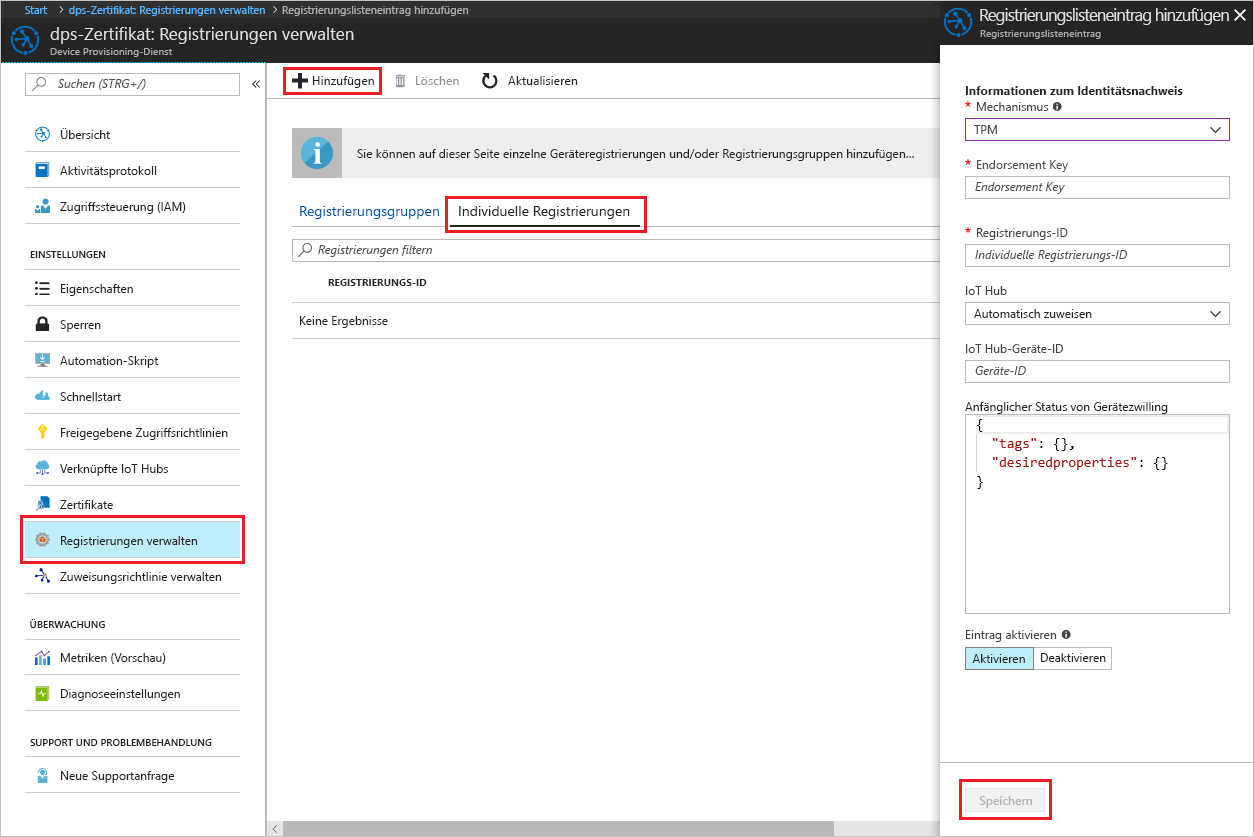 Start > dps-Zertifikat: Registrierungen verwalten > Registrierungslisteneintrag hinzufügen
dps-Zertifikat: Registrierungen verwalten
Device Provisioning-Dienst
Suchen (STRG+/)
«
Übersicht
Aktivitätsprotokoll
Zugriffssteuerung (IAM)
EINSTELLUNGEN
Eigenschaften
Sperren
Automation-Skript
Schnellstart
Freigegebene Zugriffsrichtlinien
Verknüpfte IoT Hubs
Zertifikate
Registrierungen verwalten
Zuweisungsrichtlinie verwalten
ÜBERWACHUNG
Metriken (Vorschau)
Diagnoseeinstellungen
SUPPORT UND PROBLEMBEHANDLUNG
Neue Supportanfrage
Hinzufügen Löschen Aktualisieren
Sie können auf dieser Seite einzelne Geräteregistrierungen und/oder Registrierungsgruppen hinzufügen...
Registrierungsgruppen Individuelle Registrierungen
Registrierungen filtern
REGISTRIERUNGS-ID
Keine Ergebnisse
Registrierungslisteneintrag hinzufügen
Registrierungslisteneintrag
Informationen zum Identitätsnachweis
* Mechanismus
TPM
* Endorsement Key
Endorsement Key
* Registrierungs-ID
Individuelle Registrierungs-ID
IoT Hub
Automatisch zuweisen
IoT Hub-Geräte-ID
Geräte-ID
Anfänglicher Status von Gerätezwilling
{
"tags": {},
"desiredproperties": {}
}
Eintrag aktivieren
Aktivieren Deaktivieren
Speichern